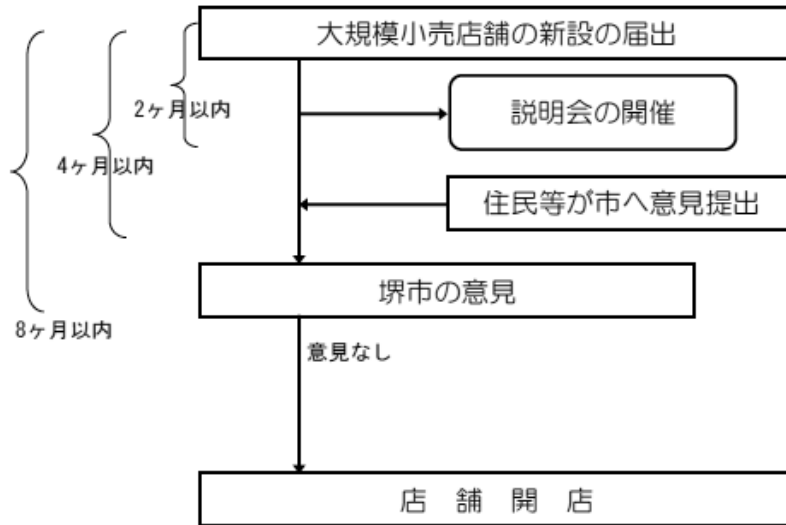 大規模小売店舗の新設の届出
2ヶ月以内
説明会の開催
4ヶ月以内
住民等が市へ意見提出
堺市の意見
8ヶ月以内
意見なし
店舗開店